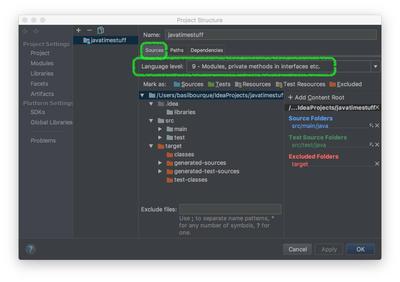 Project Structure
Name: javatimestuff
javatimestuff
Project Settings
Project
Modules
Libraries
Facets
Artifacts
Platform Settings
SDKs
Global Libraries
Problems
Sources Paths Dependencies
Language level: 9 - Modules, private methods in interfaces etc.
Mark as: Sources Tests Resources Test Resources Excluded
/Users/basilbourque/IdeaProjects/javatimestuff
.idea
libraries
src
main
test
target
classes
generated-sources
generated-test-sources
test-classes
+ Add Content Root
/...IdeaProjects/javatimestuff
Source Folders
src/main/java
Test Source Folders
src/test/java
Excluded Folders
target
Exclude files:
Use ; to separate name patterns, * for any number of symbols, ? for one.
? Cancel Apply OK